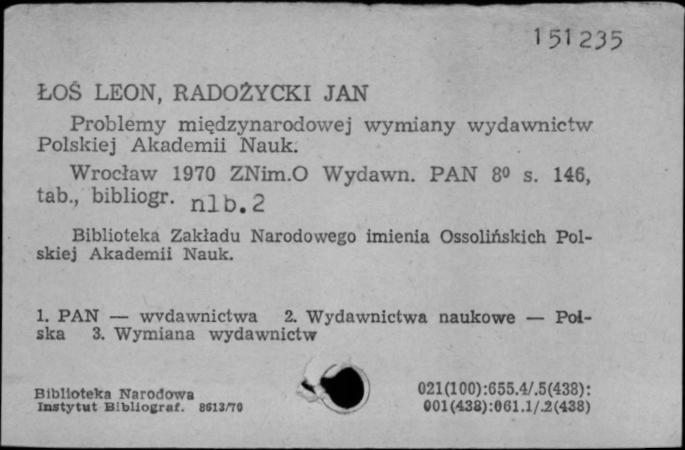 151235
ŁOŚ LEON, RADOŻYCKI JAN
Problemy międzynarodowej wymiany wydawnictw
Polskiej Akademii Nauk.
Wrocław 1970 ZNim.O Wydawn. PAN 8º s. 146,
tab., bibliogr. nlb.2
Biblioteka Zakładu Narodowego imienia Ossolińskich Pol-
skiej Akademii Nauk.
1. PAN — wydawnictwa 2. Wydawnictwa naukowe — Pol-
ska 3. Wymiana wydawnictw
Biblioteka Narodowa
Instytut Bibliograf. 8613/70
021(100):655.4/.5(438):
001(438):061.1/.2(438)